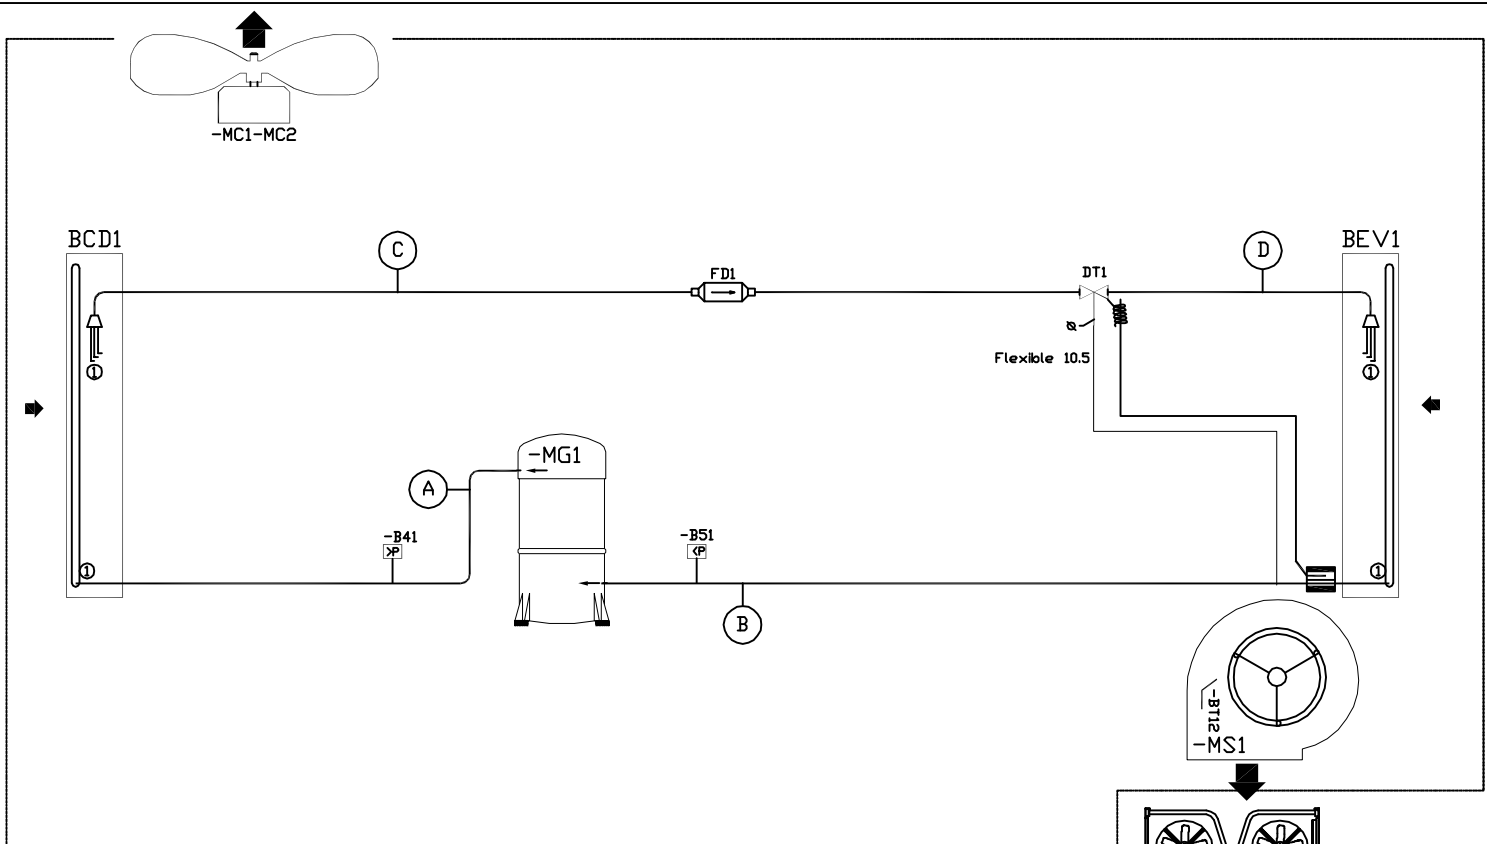 -MC1-MC2
BCD1
C
FD1
DT1
D
BEV1
Ø
Flexible 10.5
1
1
-MG1
A
-B41
>P
-B51
<P
1
1
B
-BT12
-MS1